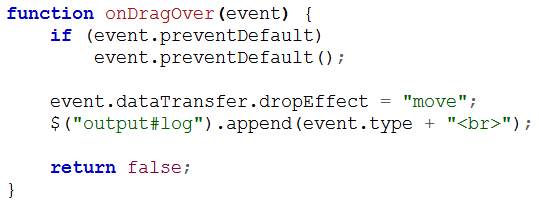 function onDragOver(event) {
    if (event.preventDefault)
        event.preventDefault();

    event.dataTransfer.dropEffect = "move";
    $("output#log").append(event.type + "<br>");

    return false;
}